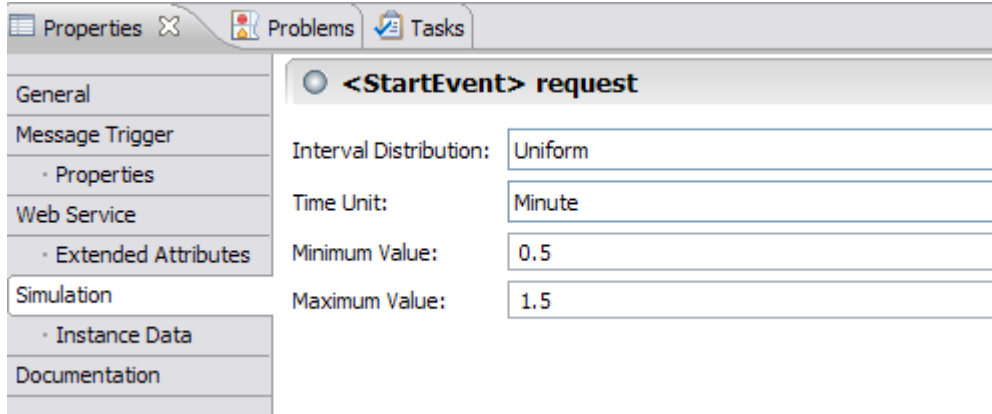 Properties
Problems
Tasks
General
Message Trigger
· Properties
Web Service
· Extended Attributes
Simulation
· Instance Data
Documentation
<StartEvent> request
Interval Distribution: Uniform
Time Unit: Minute
Minimum Value: 0.5
Maximum Value: 1.5